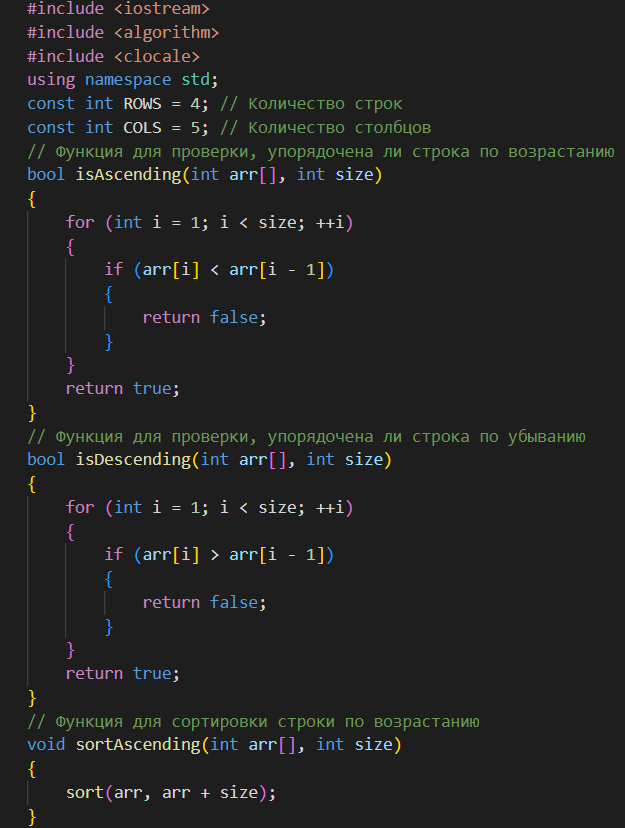 #include <iostream>
#include <algorithm>
#include <clocale>
using namespace std;
const int ROWS = 4; // Количество строк
const int COLS = 5; // Количество столбцов
// Функция для проверки, упорядочена ли строка по возрастанию
bool isAscending(int arr[], int size)
{
    for (int i = 1; i < size; ++i)
    {
        if (arr[i] < arr[i - 1])
        {
            return false;
        }
    }
    return true;
}
// Функция для проверки, упорядочена ли строка по убыванию
bool isDescending(int arr[], int size)
{
    for (int i = 1; i < size; ++i)
    {
        if (arr[i] > arr[i - 1])
        {
            return false;
        }
    }
    return true;
}
// Функция для сортировки строки по возрастанию
void sortAscending(int arr[], int size)
{
    sort(arr, arr + size);
}